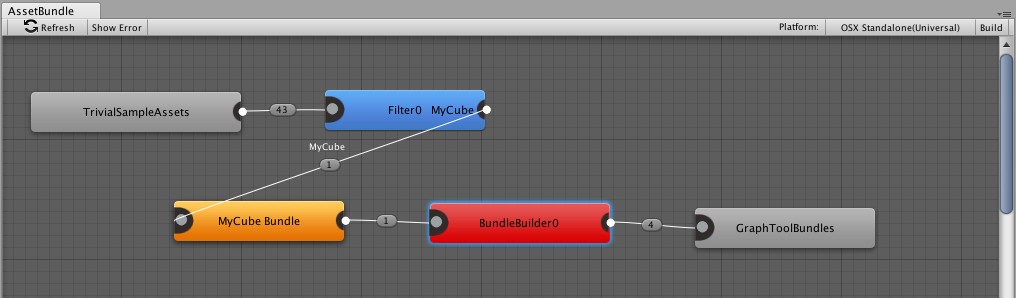 AssetBundle
Refresh Show Error Platform: OSX Standalone(Universal) Build
TrivialSampleAssets
43
Filter0 MyCube
MyCube
1
MyCube Bundle
1
BundleBuilder0
4
GraphToolBundles